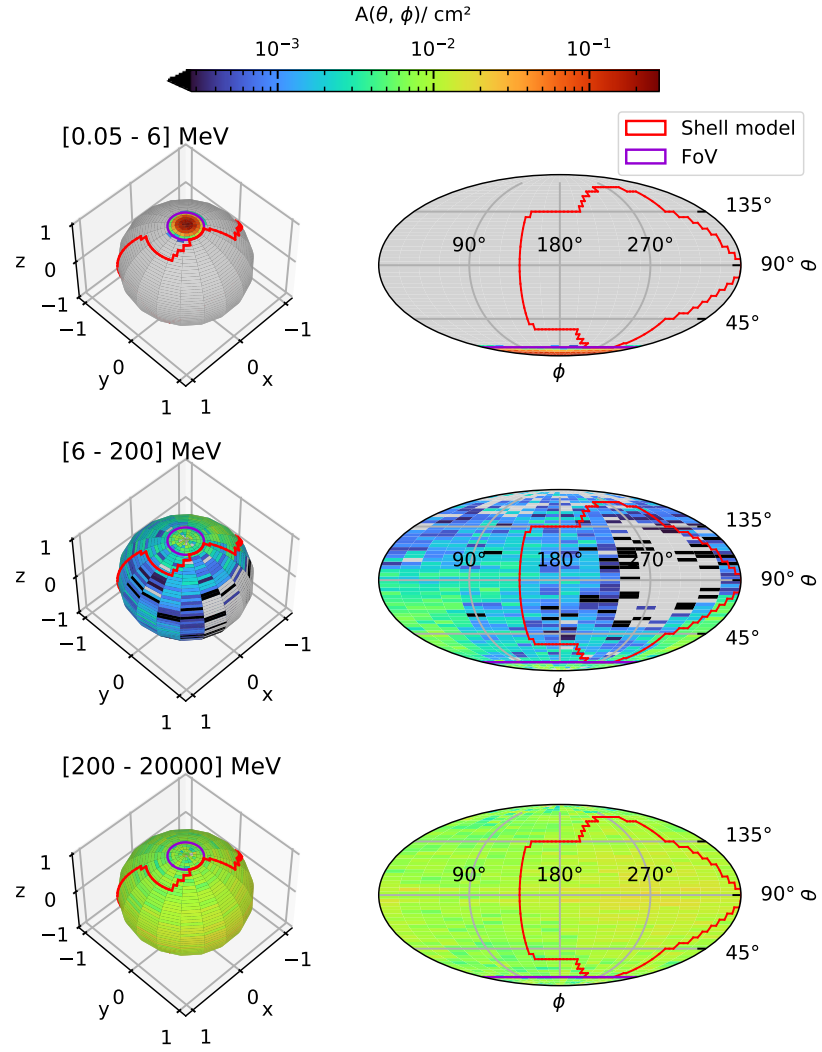 A(θ, ϕ)/ cm²
10⁻³ 10⁻² 10⁻¹
Shell model
FoV
[0.05 - 6] MeV
z
1
0
−1
−1
0
1
y
−1
0
1
x
90° 180° 270°
135°
90° θ
45°
ϕ
[6 - 200] MeV
z
1
0
−1
−1
0
1
y
−1
0
1
x
90° 180° 270°
135°
90° θ
45°
ϕ
[200 - 20000] MeV
z
1
0
−1
−1
0
1
y
−1
0
1
x
90° 180° 270°
135°
90° θ
45°
ϕ